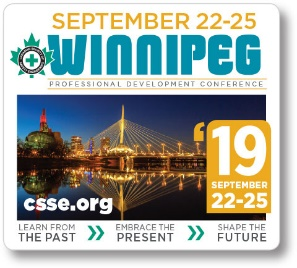 SEPTEMBER 22-25
WINNIPEG
PROFESSIONAL DEVELOPMENT CONFERENCE
'19
SEPTEMBER
22-25
csse.org
LEARN FROM
THE PAST
EMBRACE THE
PRESENT
SHAPE THE
FUTURE